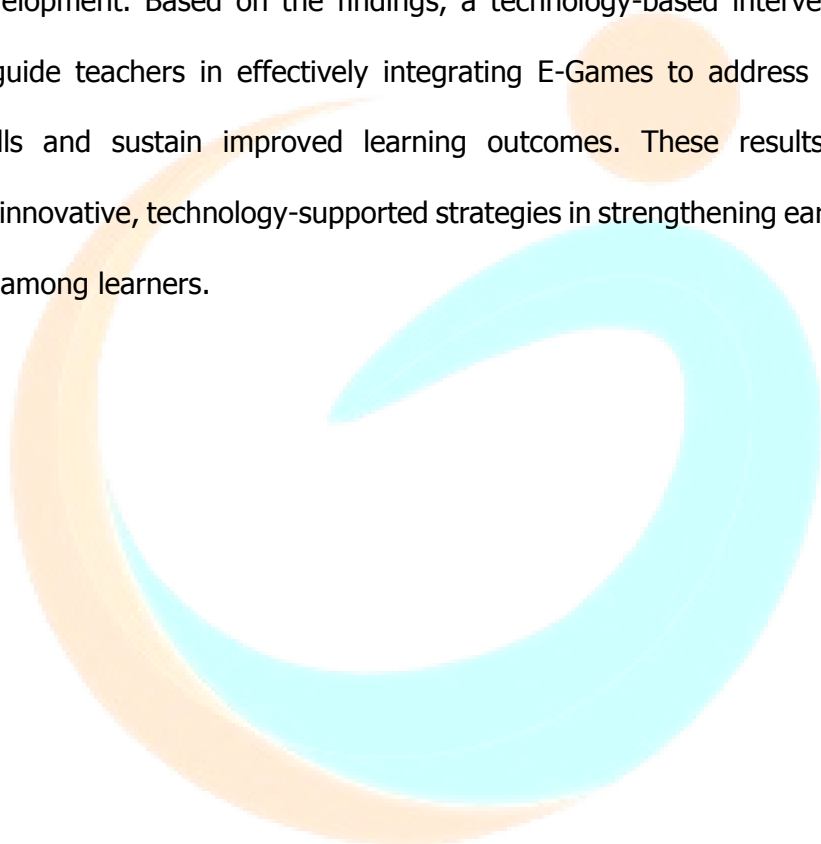 elopment. Based on the findings, a technology-based interve
guide teachers in effectively integrating E-Games to address
lls and sustain improved learning outcomes. These results
innovative, technology-supported strategies in strengthening ear
among learners.